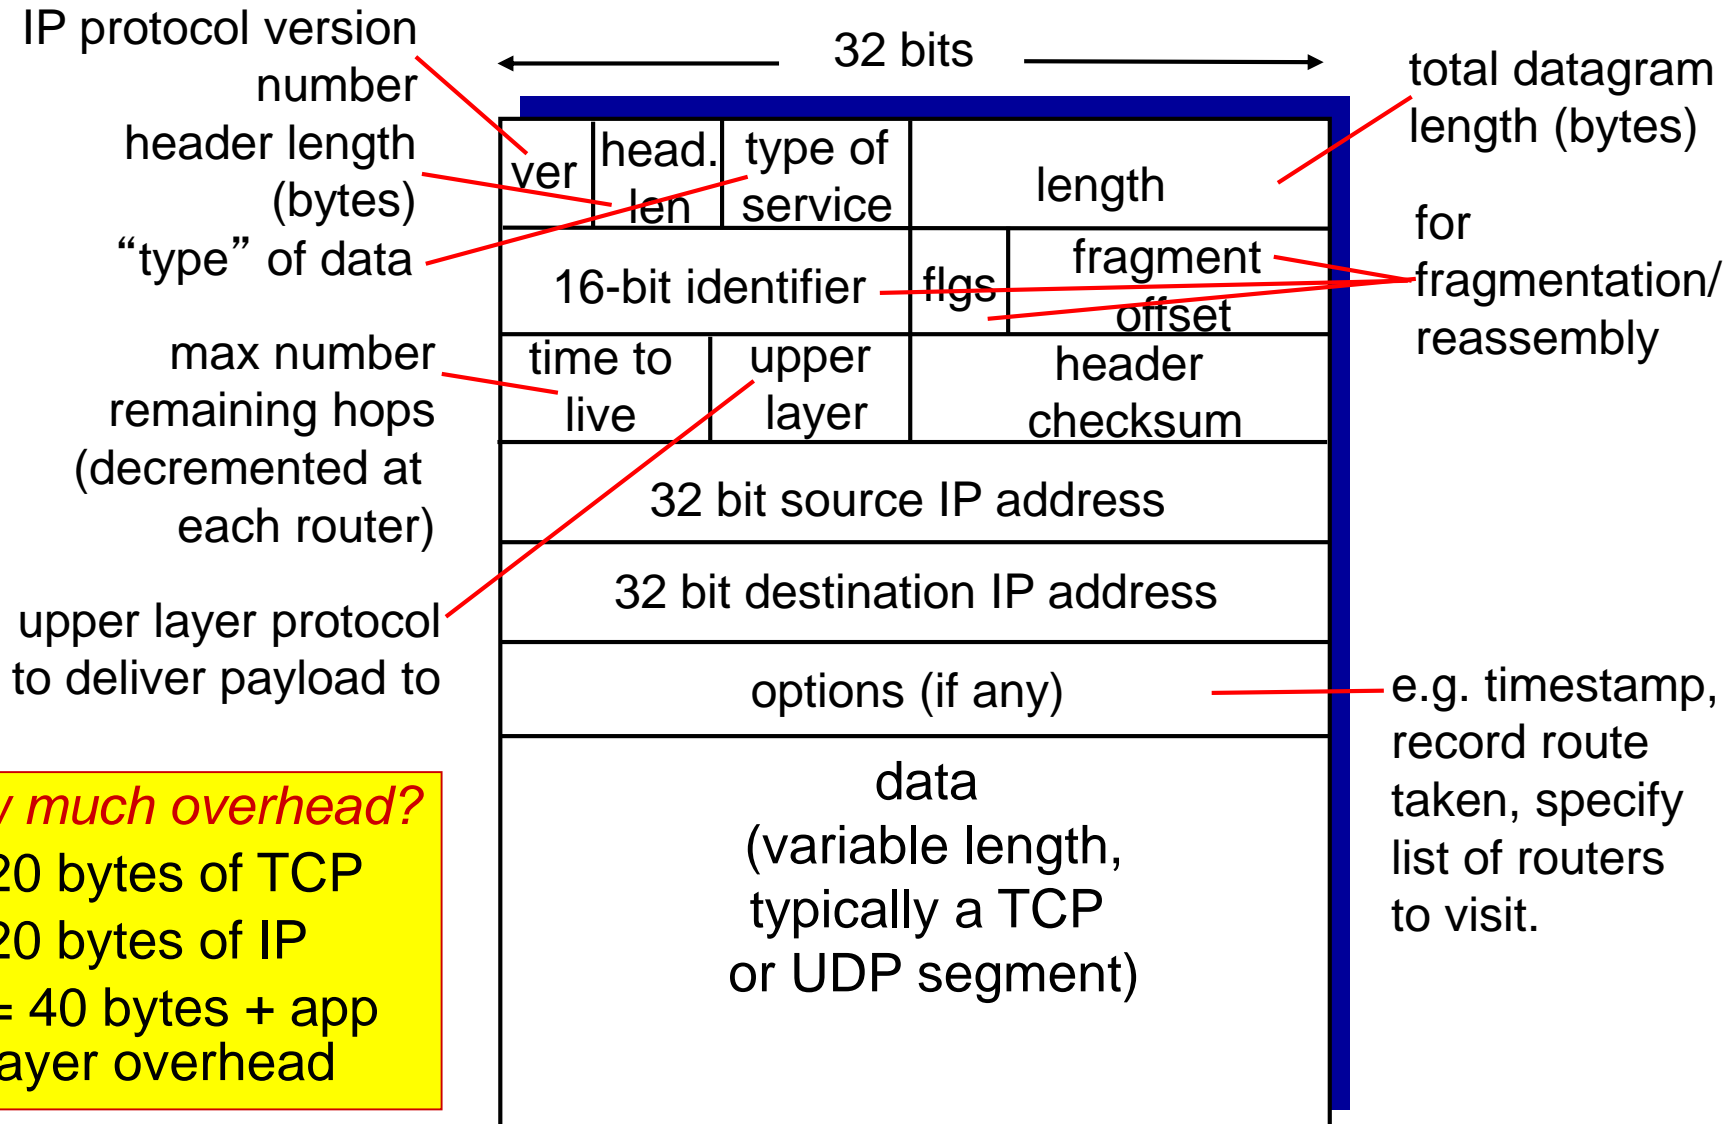 IP protocol version
number
header length
(bytes)
“type” of data
max number
remaining hops
(decremented at
each router)
upper layer protocol
to deliver payload to
much overhead?
20 bytes of TCP
20 bytes of IP
= 40 bytes + app
ayer overhead
32 bits
ver
head.
len
type of
service
length
16-bit identifier
flgs
fragment
offset
time to
live
upper
layer
header
checksum
32 bit source IP address
32 bit destination IP address
options (if any)
data
(variable length,
typically a TCP
or UDP segment)
total datagram
length (bytes)
for
fragmentation/
reassembly
e.g. timestamp,
record route
taken, specify
list of routers
to visit.